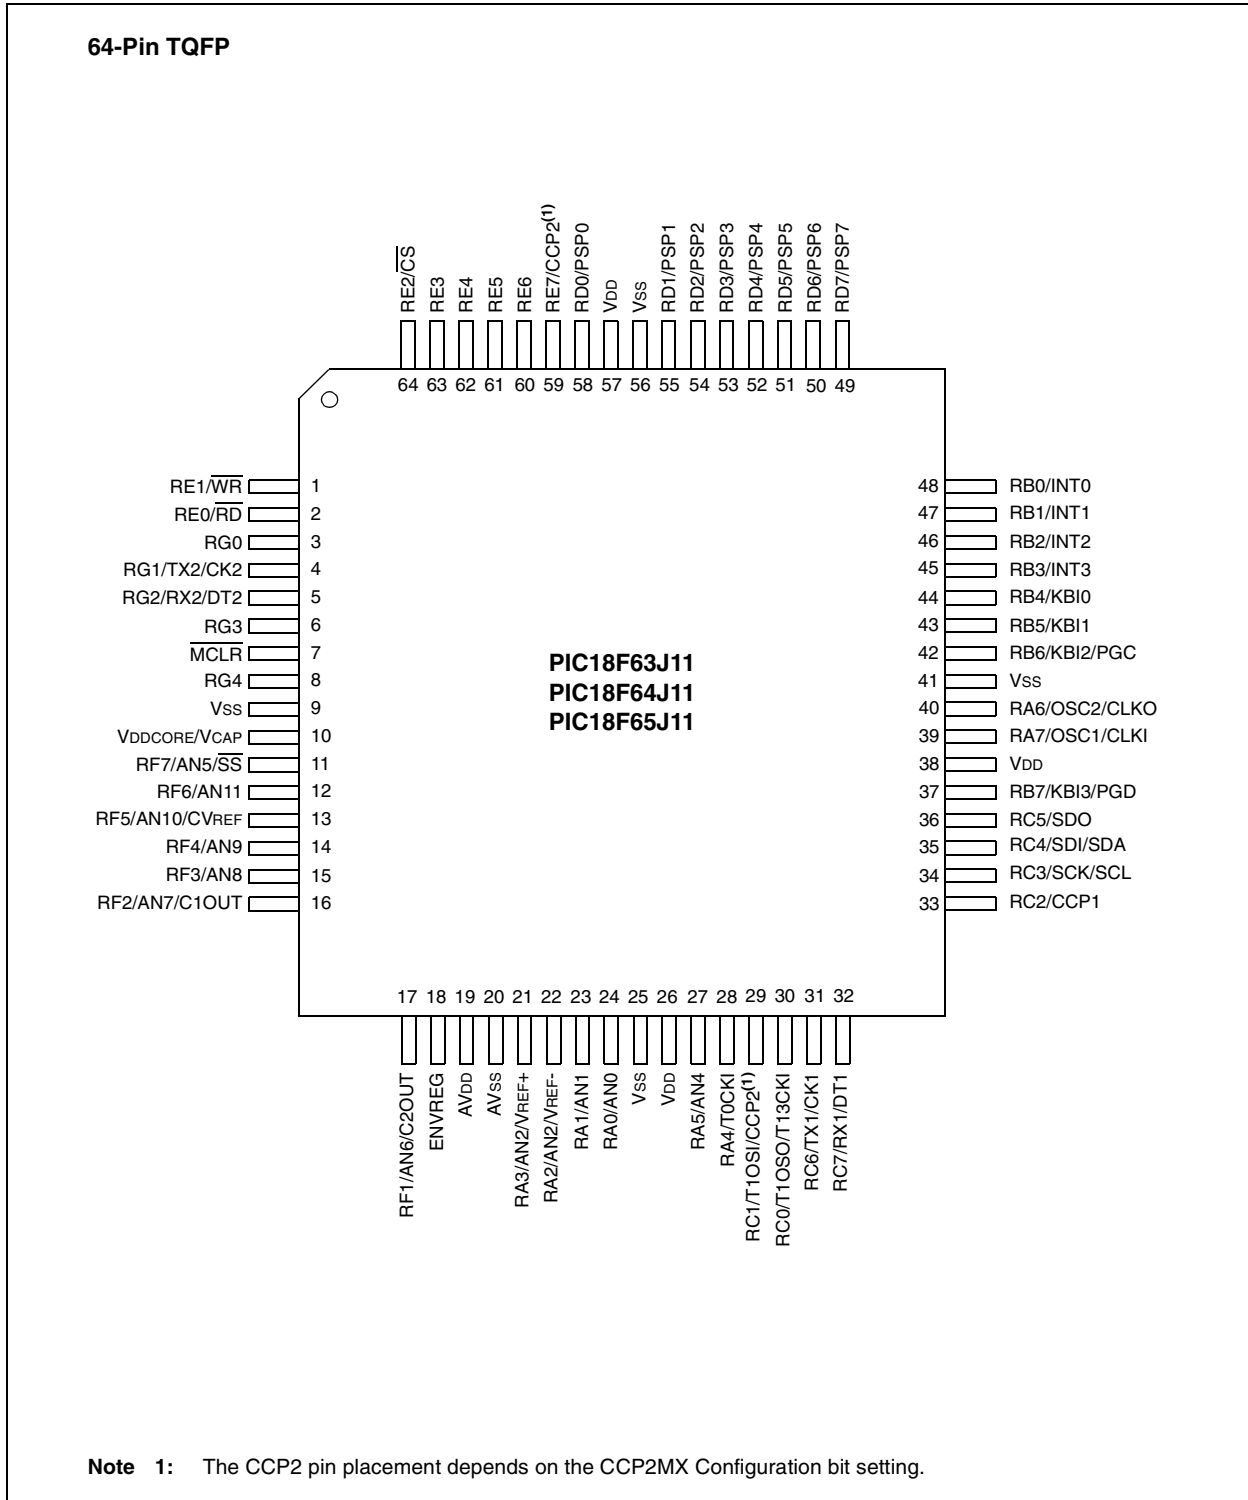 64-Pin TQFP
RE2/CS
RE3
RE4
RE5
RE6
RE7/CCP2(1)
RD0/PSP0
VDD
VSS
RD1/PSP1
RD2/PSP2
RD3/PSP3
RD4/PSP4
RD5/PSP5
RD6/PSP6
RD7/PSP7
64 63 62 61 60 59 58 57 56 55 54 53 52 51 50 49
RE1/WR 1
RE0/RD 2
RG0 3
RG1/TX2/CK2 4
RG2/RX2/DT2 5
RG3 6
MCLR 7
RG4 8
VSS 9
VDDCORE/VCAP 10
RF7/AN5/SS 11
RF6/AN11 12
RF5/AN10/CVREF 13
RF4/AN9 14
RF3/AN8 15
RF2/AN7/C1OUT 16
PIC18F63J11
PIC18F64J11
PIC18F65J11
48 RB0/INT0
47 RB1/INT1
46 RB2/INT2
45 RB3/INT3
44 RB4/KBI0
43 RB5/KBI1
42 RB6/KBI2/PGC
41 VSS
40 RA6/OSC2/CLKO
39 RA7/OSC1/CLKI
38 VDD
37 RB7/KBI3/PGD
36 RC5/SDO
35 RC4/SDI/SDA
34 RC3/SCK/SCL
33 RC2/CCP1
17 18 19 20 21 22 23 24 25 26 27 28 29 30 31 32
RF1/AN6/C2OUT
ENVREG
AVDD
AVSS
RA3/AN2/VREF+
RA2/AN2/VREF-
RA1/AN1
RA0/AN0
VSS
VDD
RA5/AN4
RA4/T0CKI
RC1/T1OSI/CCP2(1)
RC0/T1OSO/T13CKI
RC6/TX1/CK1
RC7/RX1/DT1
Note 1: The CCP2 pin placement depends on the CCP2MX Configuration bit setting.